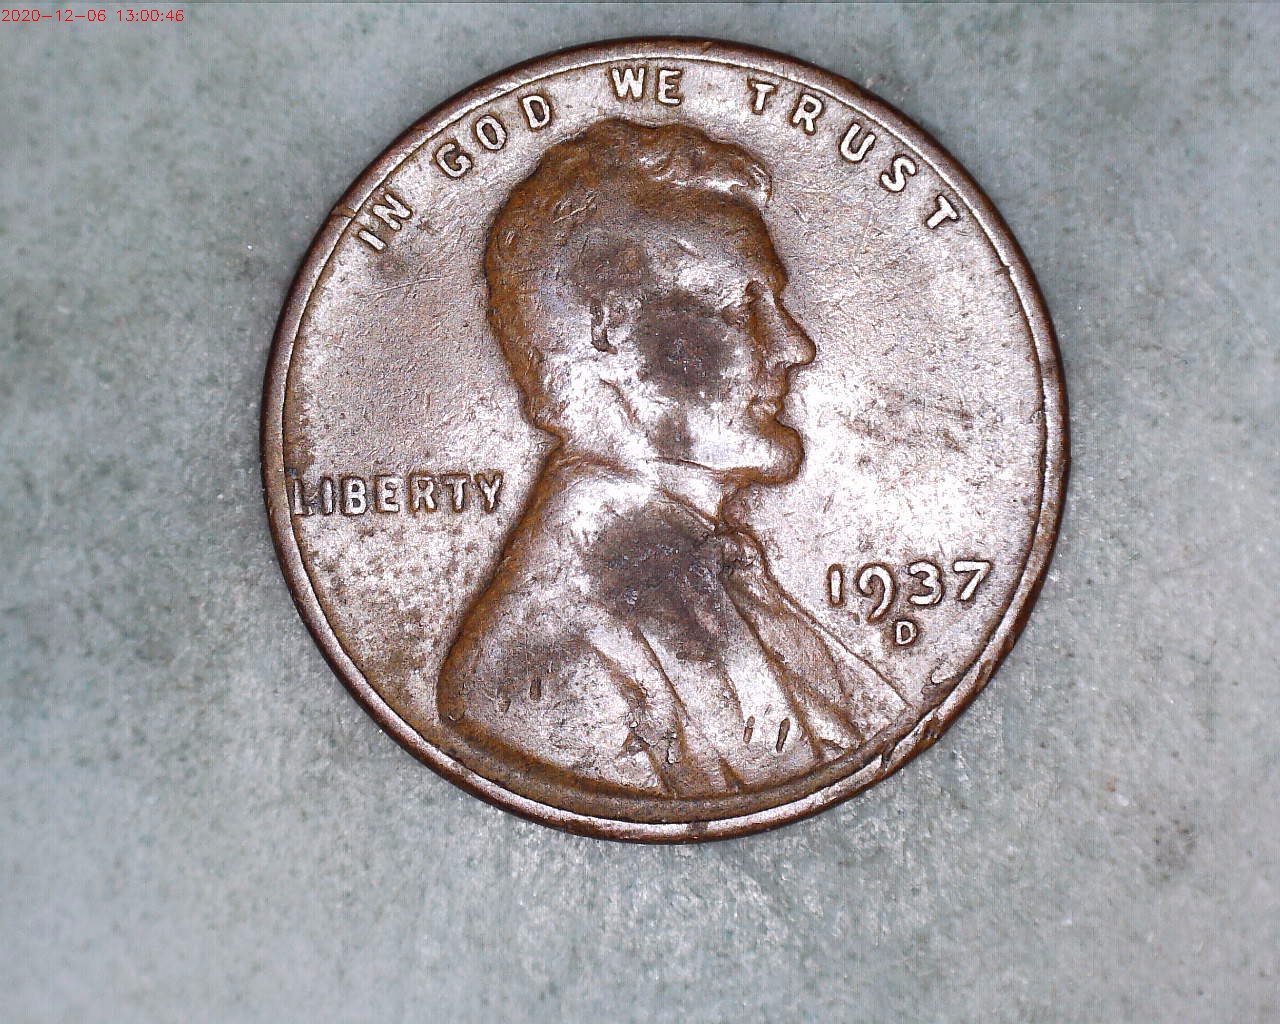 2020-12-06 13:00:46
IN GOD WE TRUST
LIBERTY
1937
D